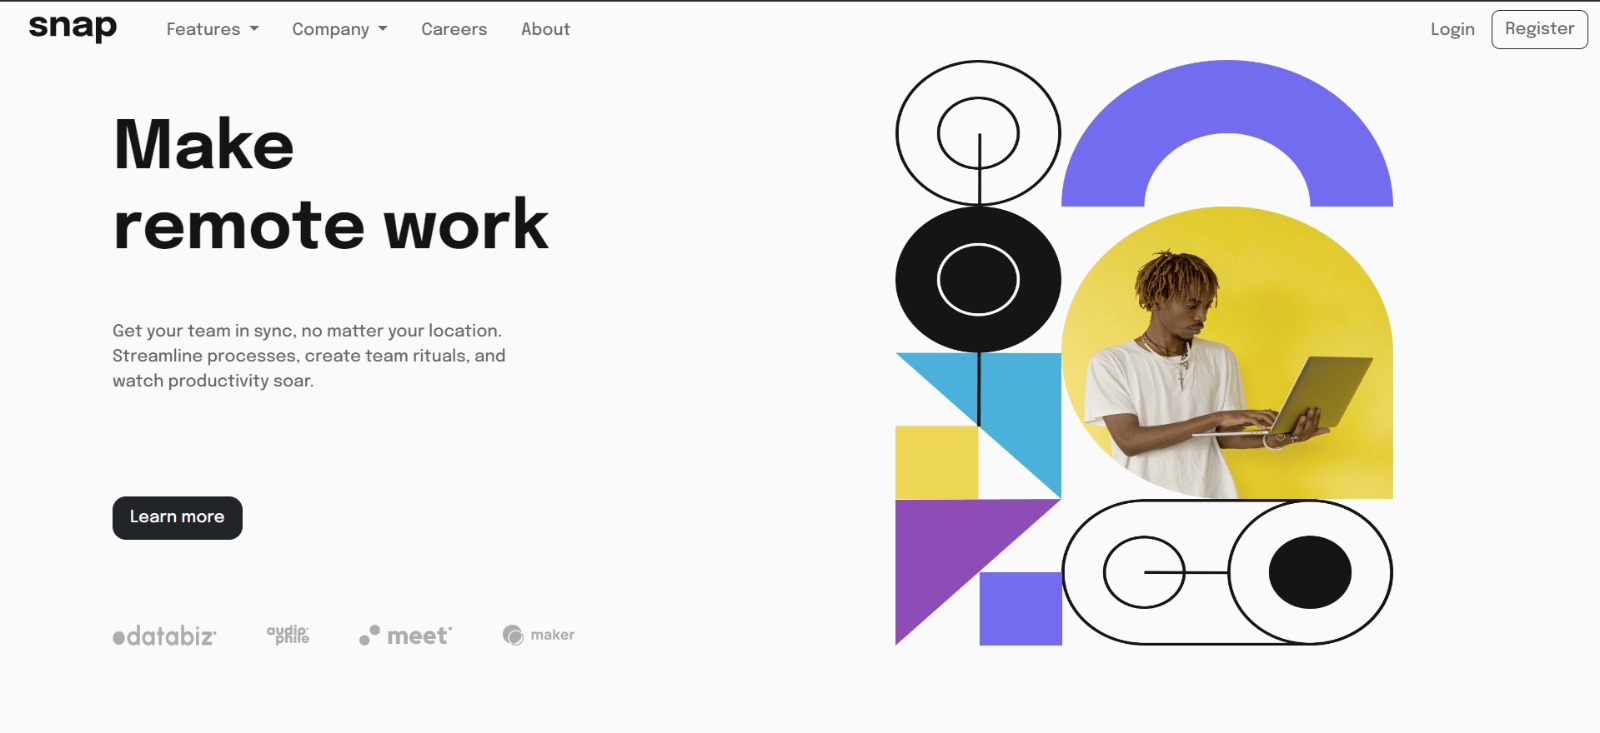 snap Features Company Careers About Login Register
Make
remote work
Get your team in sync, no matter your location.
Streamline processes, create team rituals, and
watch productivity soar.
Learn more
databiz audiophile meet maker